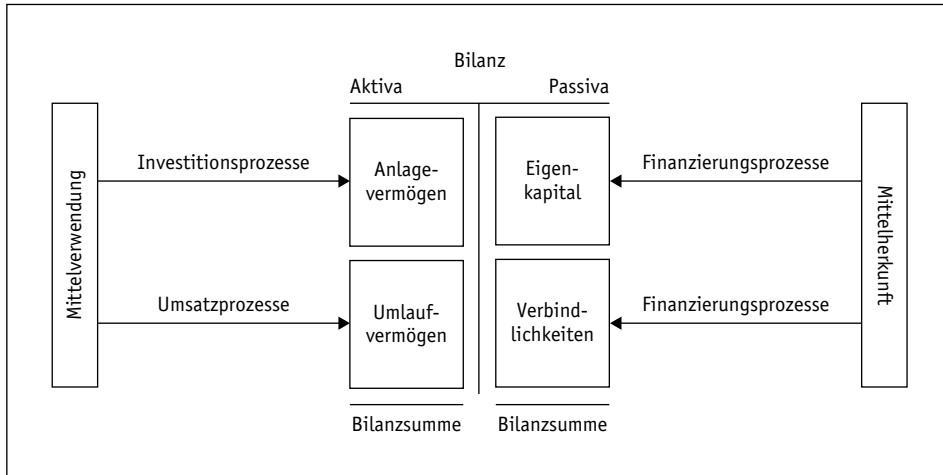 Bilanz
Aktiva
Passiva
Mittelverwendung
Investitionsprozesse
Anlage-
vermögen
Eigen-
kapital
Finanzierungsprozesse
Mittelherkunft
Umsatzprozesse
Umlauf-
vermögen
Verbind-
lichkeiten
Finanzierungsprozesse
Bilanzsumme
Bilanzsumme